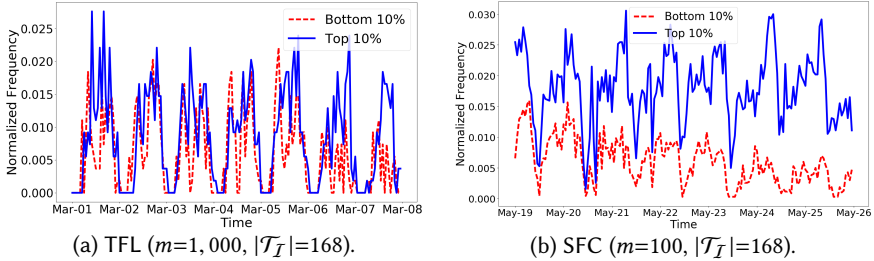 Bottom 10%
Top 10%
Normalized Frequency
0.025
0.020
0.015
0.010
0.005
0.000
Mar-01 Mar-02 Mar-03 Mar-04 Mar-05 Mar-06 Mar-07 Mar-08
Time
(a) TFL (m=1, 000, |𝒯_ℐ|=168).
Bottom 10%
Top 10%
Normalized Frequency
0.030
0.025
0.020
0.015
0.010
0.005
0.000
May-19 May-20 May-21 May-22 May-23 May-24 May-25 May-26
Time
(b) SFC (m=100, |𝒯_ℐ|=168).